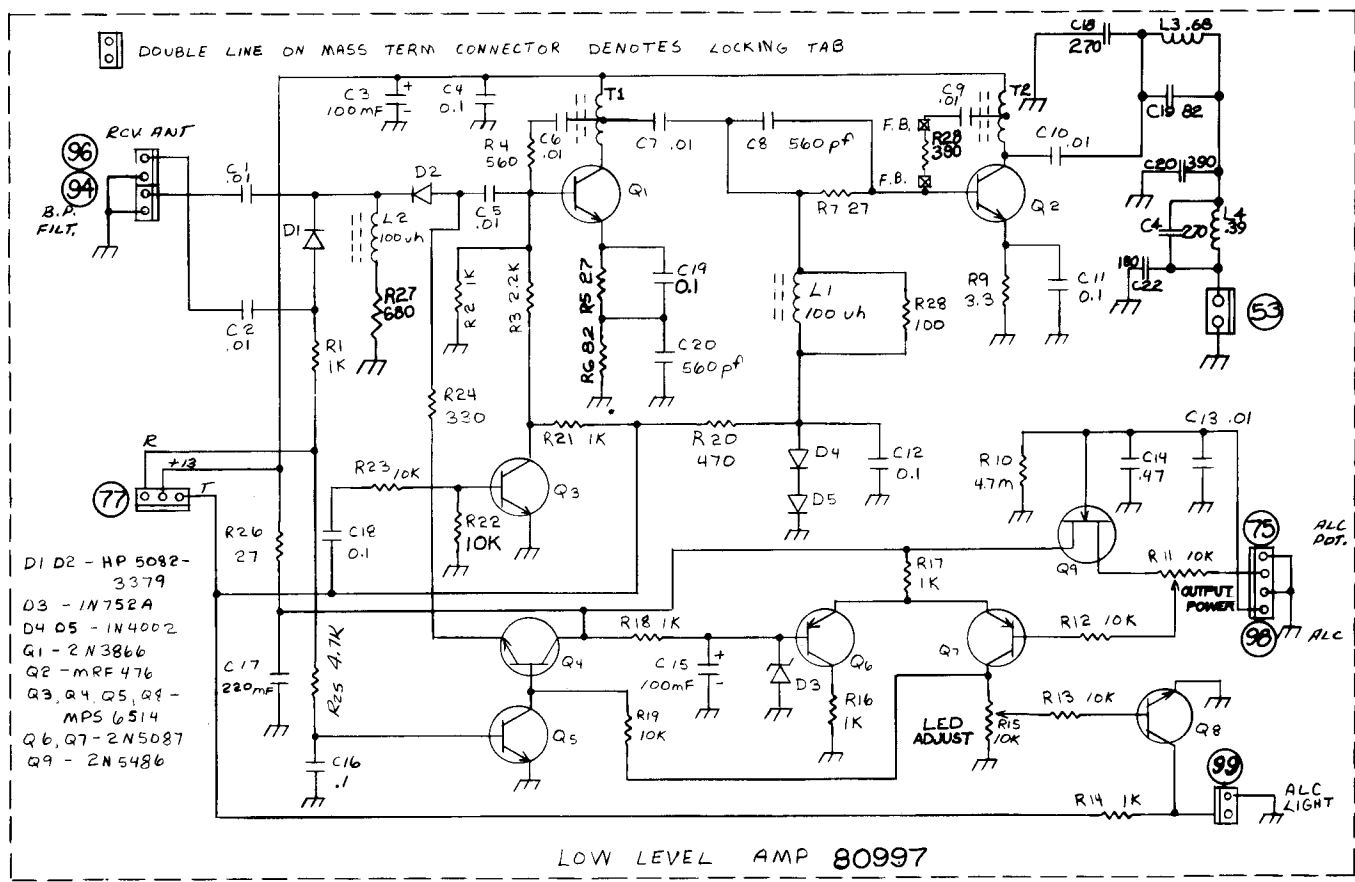 DOUBLE LINE ON MASS TERM CONNECTOR DENOTES LOCKING TAB
C18
270
L3 .68
C19 82
C3
100mF
+
-
C4
0.1
T1
C9
.01
T2
RCV ANT
96
94
B.P.
FILT.
C1
.01
D2
R4
560
C6
.01
C7 .01
C8 560pf
F.B.
R28
380
F.B.
C10 .01
C20 390
D1
L2
100uh
C5
.01
Q1
R7 27
Q2
C4
270
L4
.39
180
C22
R27
680
R2 1K
R3 2.2K
R5 27
C19
0.1
L1
100uh
R28
100
R9
3.3
C11
0.1
53
C2
.01
R1
1K
R6 82
C20
560pf
R24
330
R21 1K
R20
470
D4
D5
C12
0.1
C13 .01
R10
4.7m
C14
.47
R
+13
T
77
R23 10K
Q3
R22
10K
C18
0.1
R26
27
Q9
R11 10K
OUTPUT
POWER
75
98
ALC
POT.
ALC
R17
1K
D1 D2 - HP 5082-
3379
D3 - 1N752A
D4 D5 - 1N4002
Q1 - 2N3866
Q2 - MRF 476
Q3, Q4, Q5, Q8 -
MPS 6514
Q6, Q7 - 2N5087
Q9 - 2N5486
C17
220mF
R25 4.7K
Q4
R18 1K
C15
100mF
+
-
D3
Q6
Q7
R12 10K
R16
1K
R19
10K
Q5
C16
.1
LED
ADJUST
R15
10K
R13 10K
Q8
99
R14 1K
ALC
LIGHT
LOW LEVEL AMP 80997